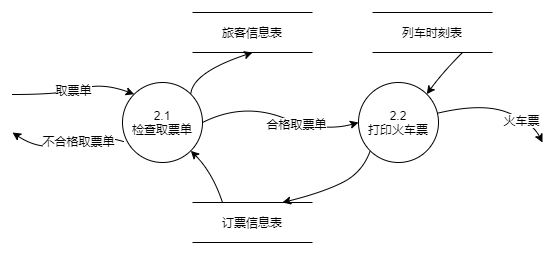 旅客信息表
列车时刻表
取票单
2.1
检查取票单
2.2
打印火车票
合格取票单
火车票
不合格取票单
订票信息表